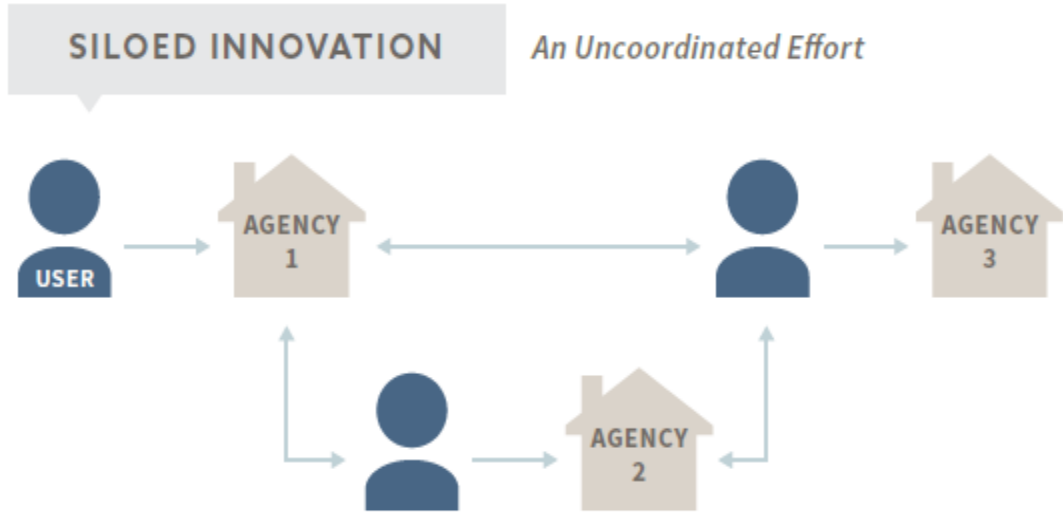 SILOED INNOVATION
An Uncoordinated Effort
USER
AGENCY
1
AGENCY
3
AGENCY
2